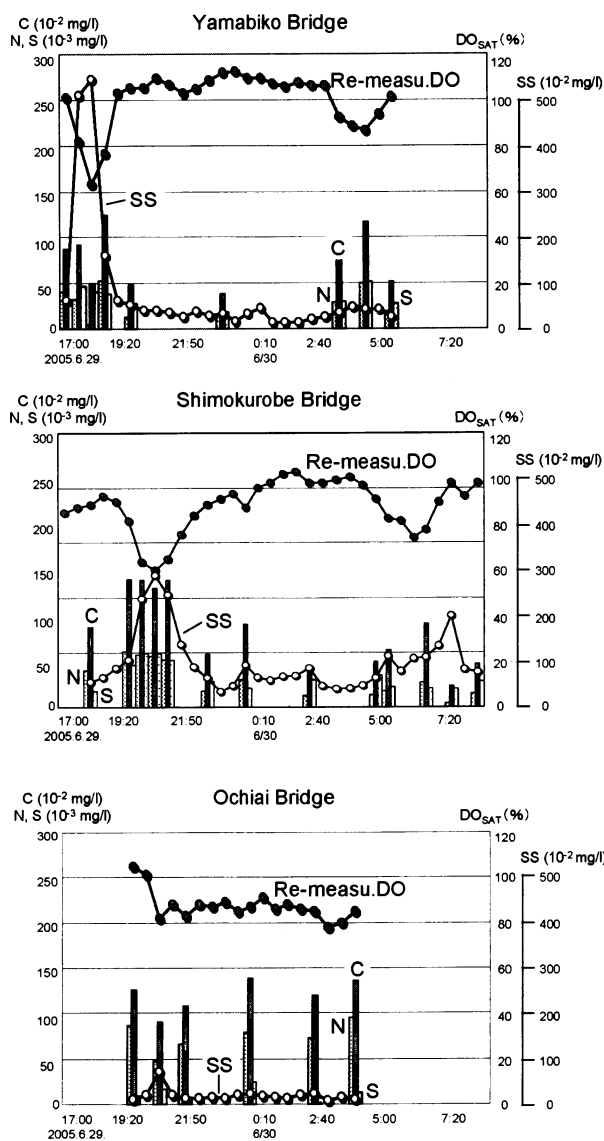 Yamabiko Bridge
C (10⁻² mg/l)
N, S (10⁻³ mg/l)
DO_SAT (%)
SS (10⁻² mg/l)
300
120
250
100
500
200
80
400
150
60
300
100
40
200
50
20
100
0
0
0
Re-measu.DO
SS
C
N
S
17:00
19:20
21:50
0:10
2:40
5:00
7:20
2005.6.29.
6/30
Shimokurobe Bridge
C (10⁻² mg/l)
N, S (10⁻³ mg/l)
DO_SAT (%)
SS (10⁻² mg/l)
300
120
250
100
500
200
80
400
150
60
300
100
40
200
50
20
100
0
0
0
Re-measu.DO
SS
C
N
S
17:00
19:20
21:50
0:10
2:40
5:00
7:20
2005.6.29.
6/30
Ochiai Bridge
C (10⁻² mg/l)
N, S (10⁻³ mg/l)
DO_SAT (%)
SS (10⁻² mg/l)
300
120
250
100
500
200
80
400
150
60
300
100
40
200
50
20
100
0
0
0
Re-measu.DO
C
N
SS
S
17:00
19:20
21:50
0:10
2:40
5:00
7:20
2005.6.29.
6/30